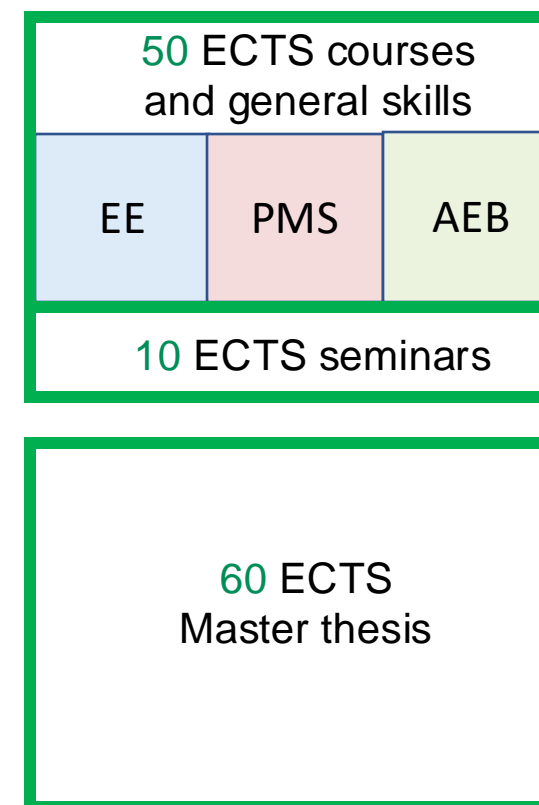 50 ECTS courses
and general skills
EE PMS AEB
10 ECTS seminars
60 ECTS
Master thesis